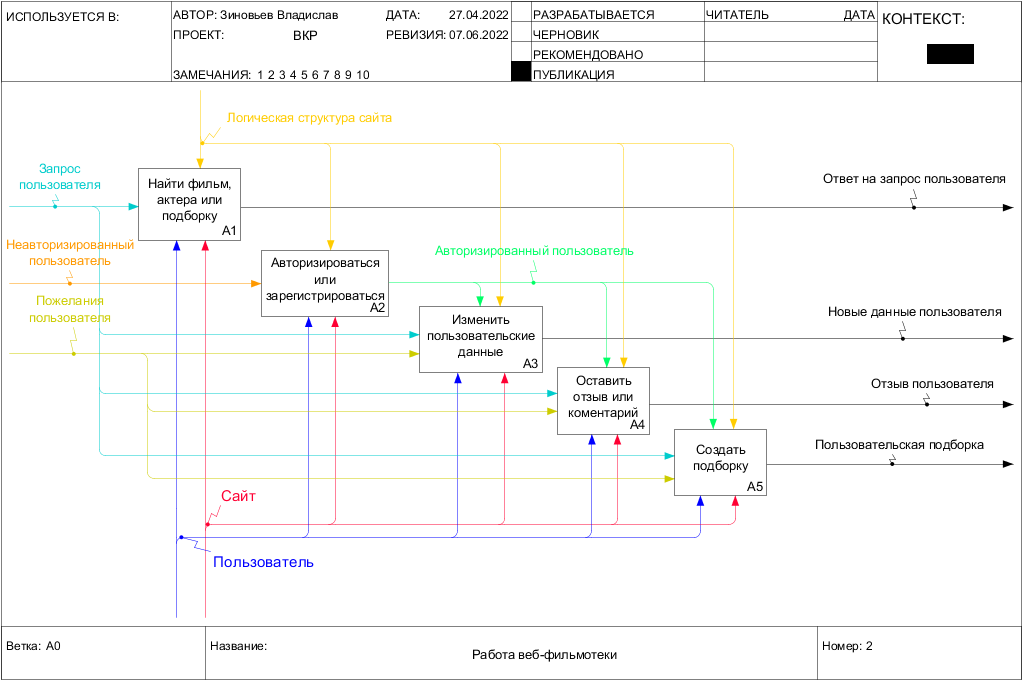 ИСПОЛЬЗУЕТСЯ В:
АВТОР: Зиновьев Владислав
ДАТА: 27.04.2022
ПРОЕКТ: ВКР
РЕВИЗИЯ: 07.06.2022
ЗАМЕЧАНИЯ: 1 2 3 4 5 6 7 8 9 10
РАЗРАБАТЫВАЕТСЯ
ЧЕРНОВИК
РЕКОМЕНДОВАНО
ПУБЛИКАЦИЯ
ЧИТАТЕЛЬ
ДАТА
КОНТЕКСТ:
Логическая структура сайта
Запрос
пользователя
Найти фильм,
актера или
подборку
A1
Ответ на запрос пользователя
Неавторизированный
пользователь
Авторизироваться
или
зарегистрироваться
A2
Авторизированный пользователь
Пожелания
пользователя
Изменить
пользовательские
данные
A3
Новые данные пользователя
Оставить
отзыв или
коментарий
A4
Отзыв пользователя
Создать
подборку
A5
Пользовательская подборка
Сайт
Пользователь
Ветка: A0
Название:
Работа веб-фильмотеки
Номер: 2